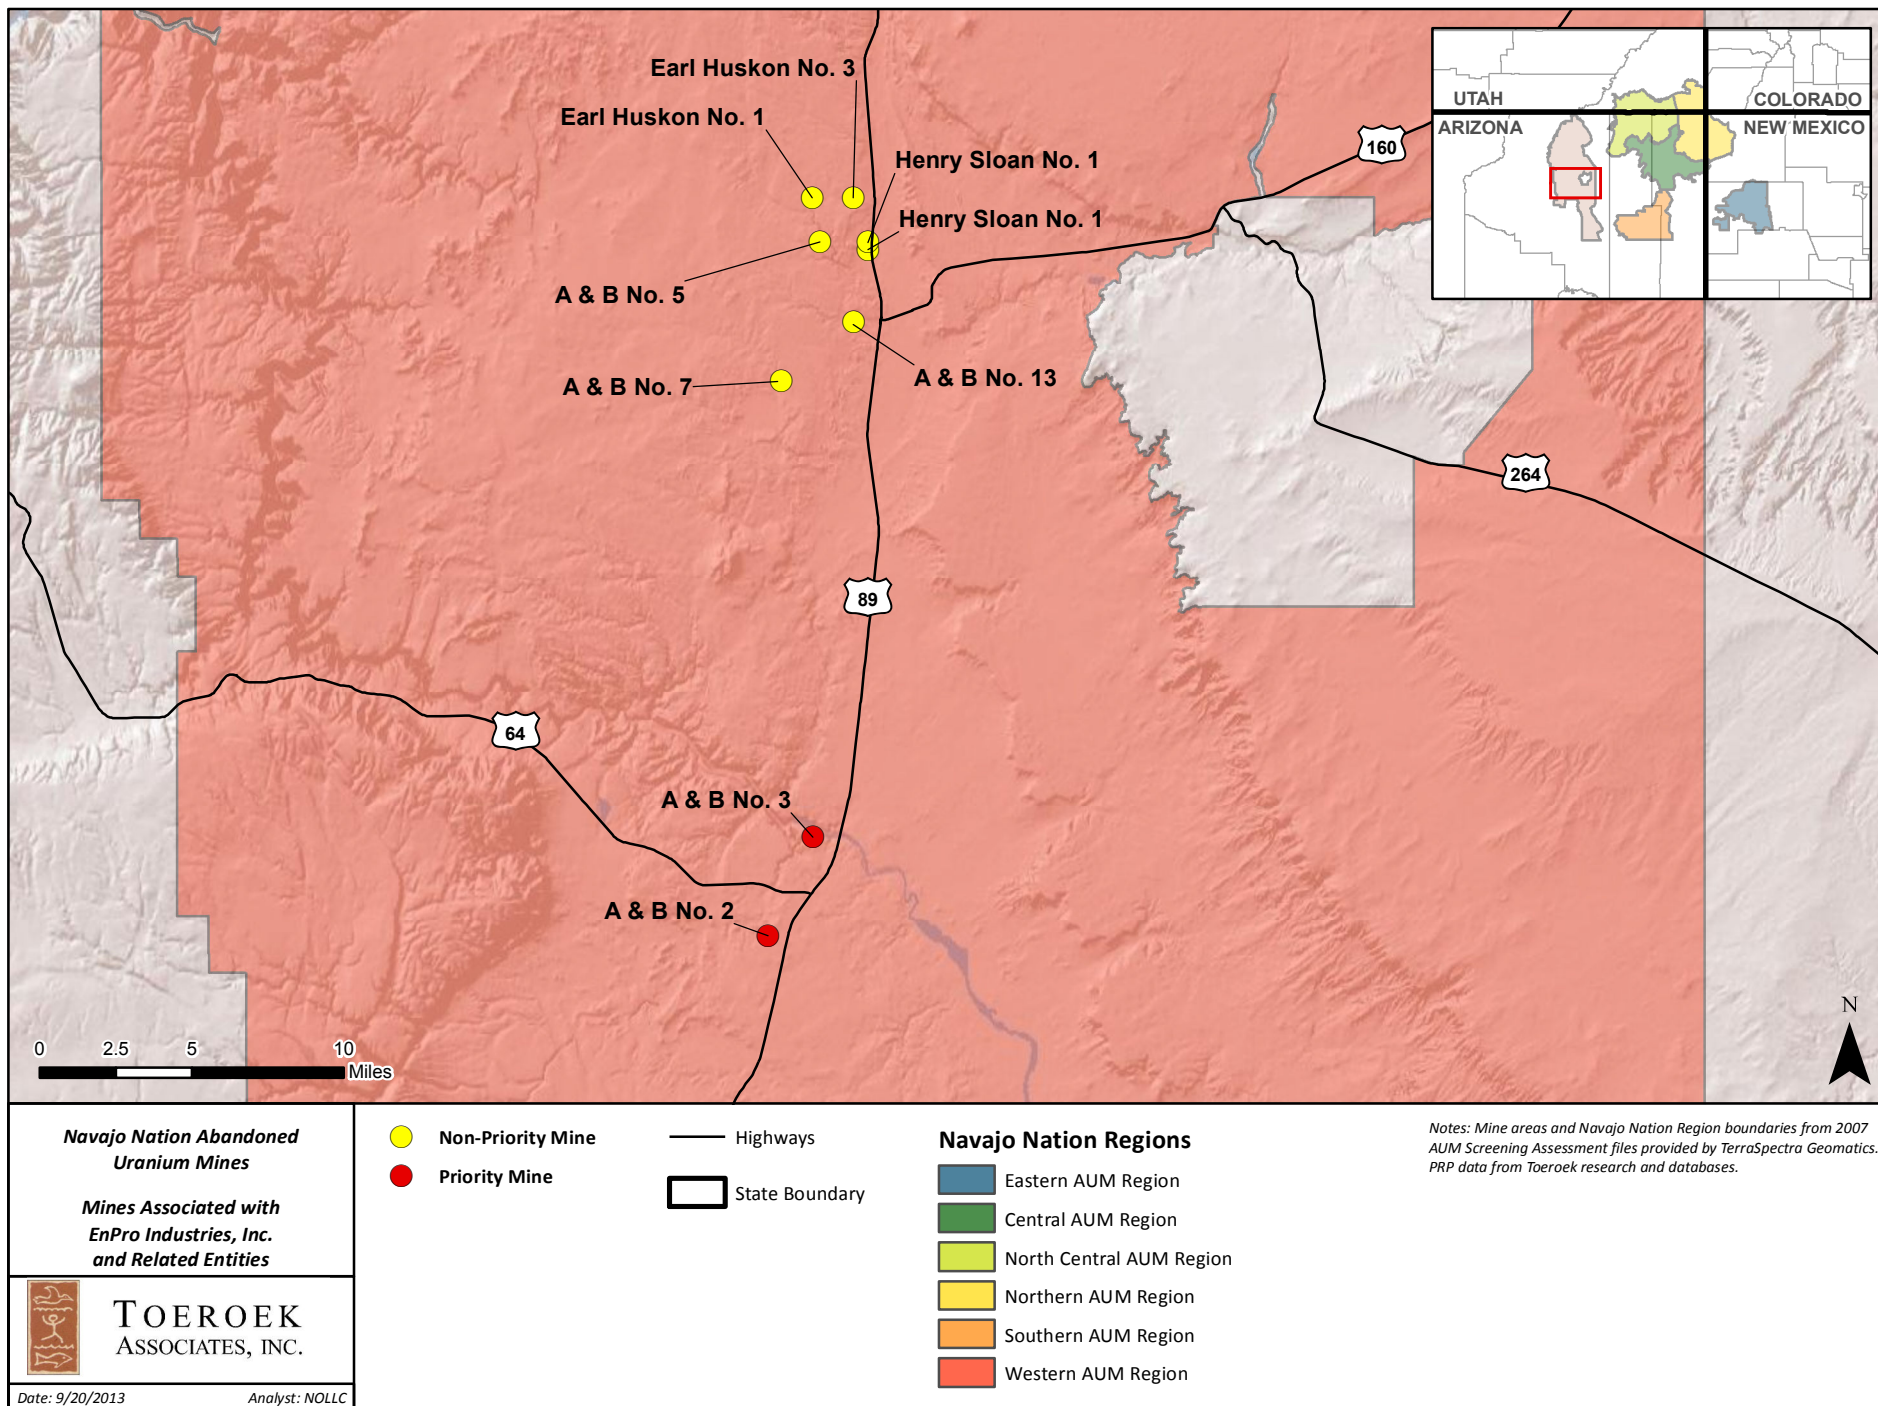 Earl Huskon No. 3
Earl Huskon No. 1
Henry Sloan No. 1
Henry Sloan No. 1
A & B No. 5
A & B No. 13
A & B No. 7
160
264
89
64
A & B No. 3
A & B No. 2
UTAH
COLORADO
ARIZONA
NEW MEXICO
N
0 2.5 5 10
Miles
Navajo Nation Abandoned
Uranium Mines
Mines Associated with
EnPro Industries, Inc.
and Related Entities
TOEROEK
ASSOCIATES, INC.
Date: 9/20/2013 Analyst: NOLLC
Non-Priority Mine
Priority Mine
Highways
State Boundary
Navajo Nation Regions
Eastern AUM Region
Central AUM Region
North Central AUM Region
Northern AUM Region
Southern AUM Region
Western AUM Region
Notes: Mine areas and Navajo Nation Region boundaries from 2007
AUM Screening Assessment files provided by TerraSpectra Geomatics.
PRP data from Toeroek research and databases.